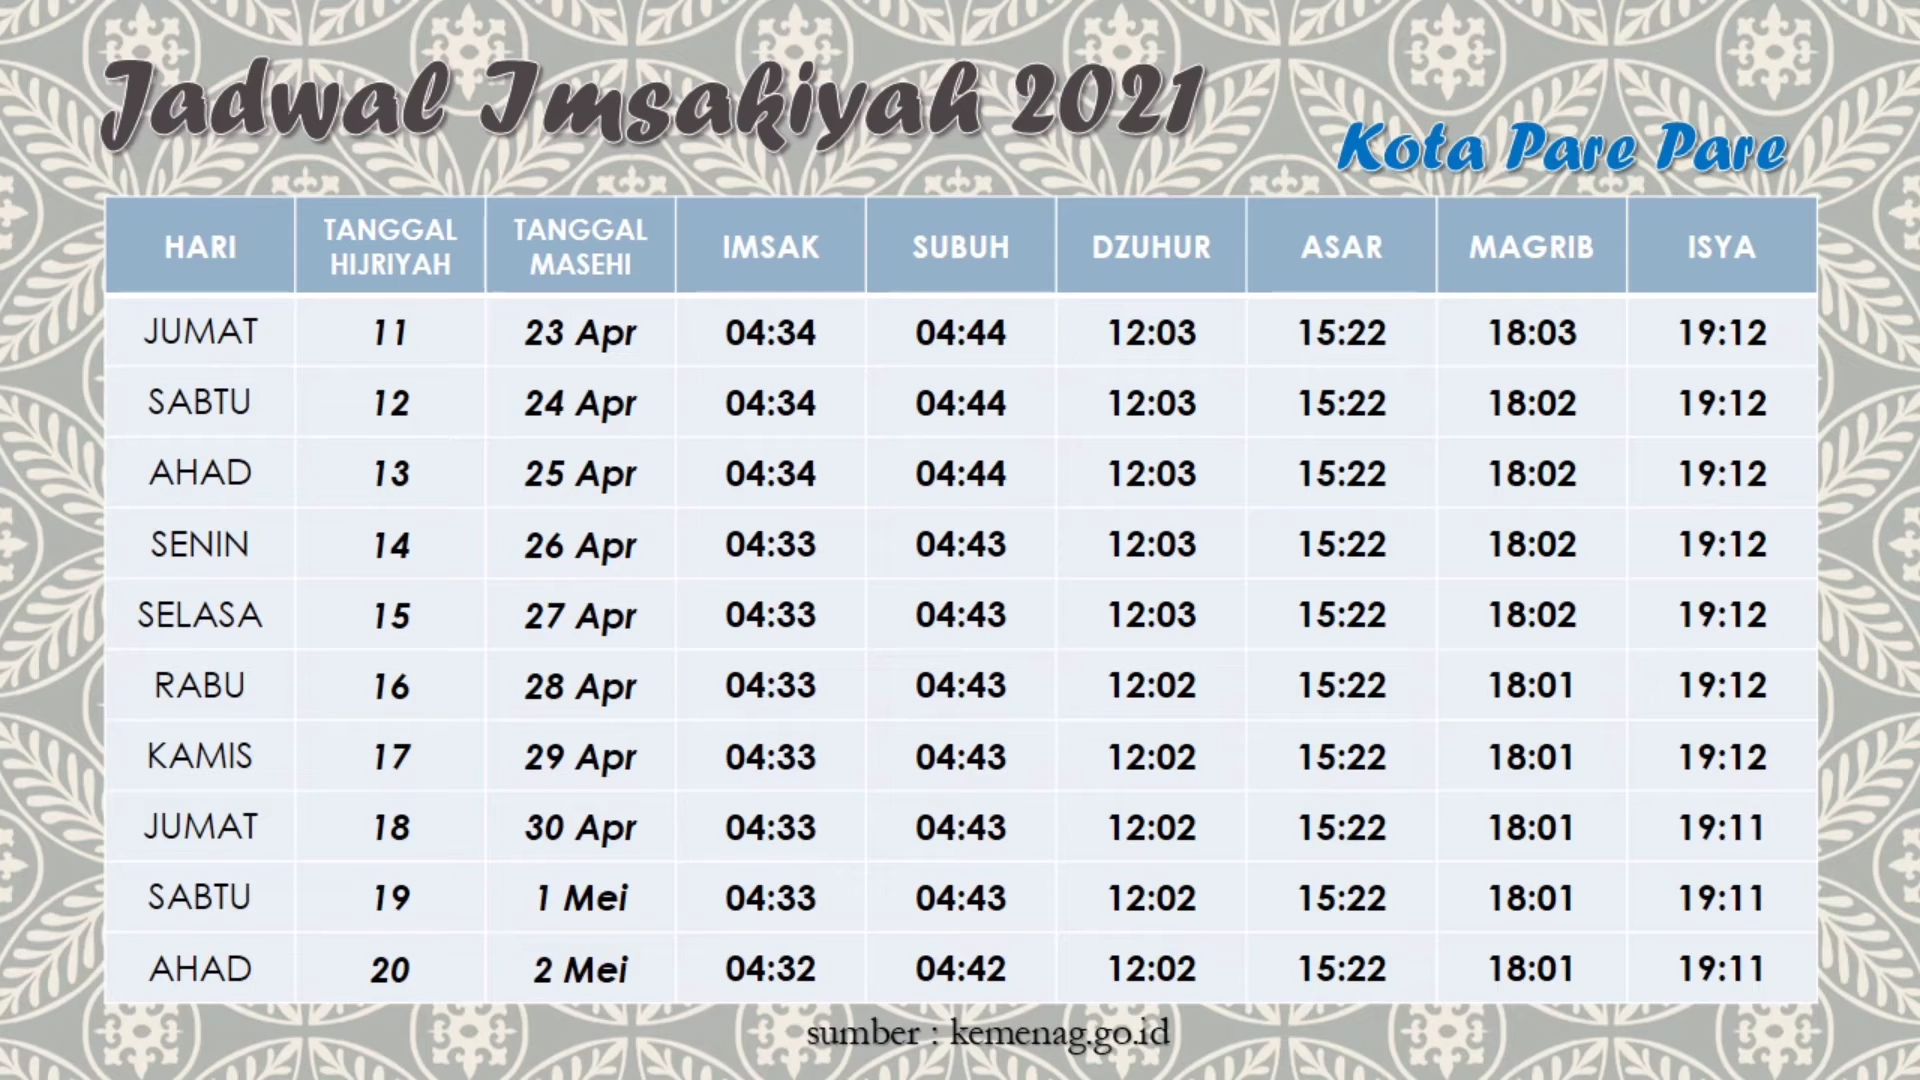 Jadwal Imsakiyah 2021
Kota Pare Pare
HARI TANGGAL HIJRIYAH TANGGAL MASEHI IMSAK SUBUH DZUHUR ASAR MAGRIB ISYA
JUMAT 11 23 Apr 04:34 04:44 12:03 15:22 18:03 19:12
SABTU 12 24 Apr 04:34 04:44 12:03 15:22 18:02 19:12
AHAD 13 25 Apr 04:34 04:44 12:03 15:22 18:02 19:12
SENIN 14 26 Apr 04:33 04:43 12:03 15:22 18:02 19:12
SELASA 15 27 Apr 04:33 04:43 12:03 15:22 18:02 19:12
RABU 16 28 Apr 04:33 04:43 12:02 15:22 18:01 19:12
KAMIS 17 29 Apr 04:33 04:43 12:02 15:22 18:01 19:12
JUMAT 18 30 Apr 04:33 04:43 12:02 15:22 18:01 19:11
SABTU 19 1 Mei 04:33 04:43 12:02 15:22 18:01 19:11
AHAD 20 2 Mei 04:32 04:42 12:02 15:22 18:01 19:11
sumber : kemenag.go.id